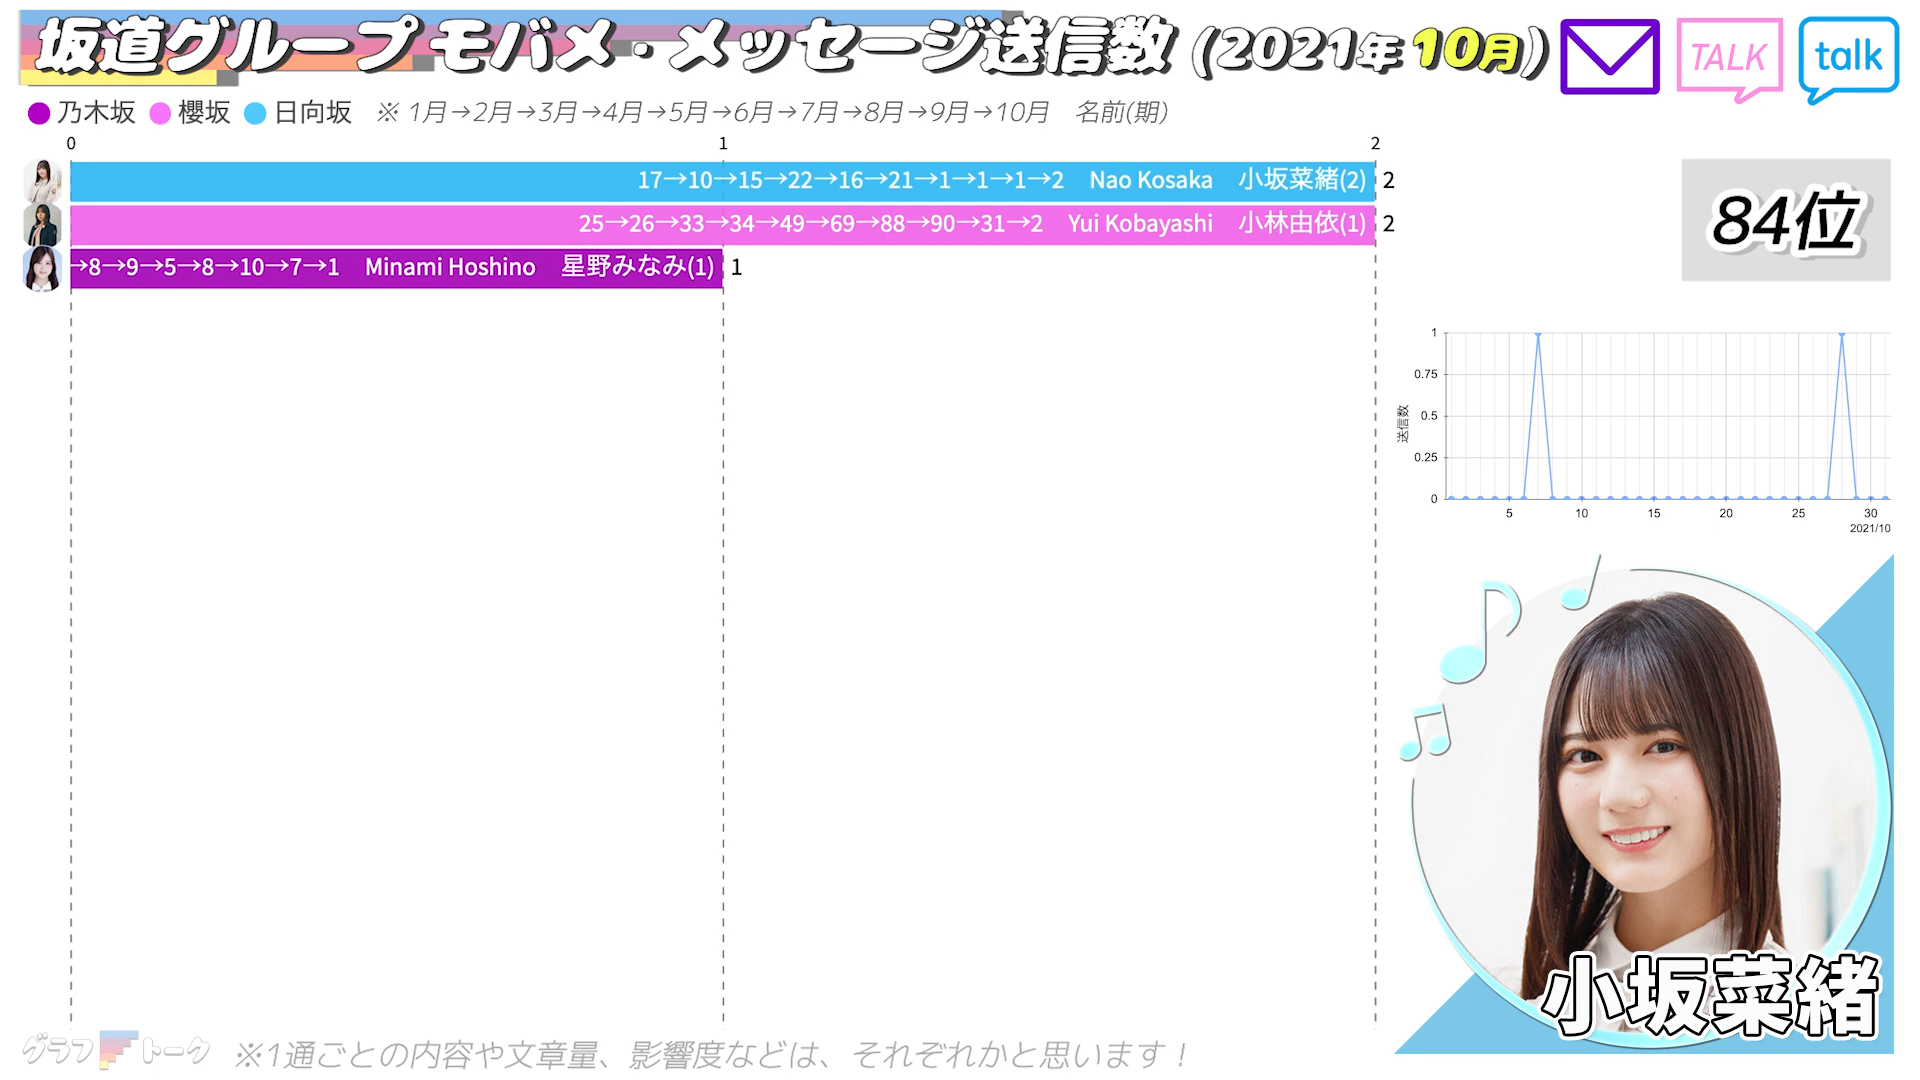 坂道グループ モバメ・メッセージ送信数 (2021年 10月)
TALK
talk
乃木坂 櫻坂 日向坂 ※ 1月→2月→3月→4月→5月→6月→7月→8月→9月→10月 名前(期)
0 1 2
17→10→15→22→16→21→1→1→1→2 Nao Kosaka 小坂菜緒(2) 2
25→26→33→34→49→69→88→90→31→2 Yui Kobayashi 小林由依(1) 2
→8→9→5→8→10→7→1 Minami Hoshino 星野みなみ(1) 1
84位
1
0.75
0.5
0.25
0
送信数
5 10 15 20 25 30
2021/10
小坂菜緒
グラフトーク
※1通ごとの内容や文章量、影響度などは、それぞれかと思います！